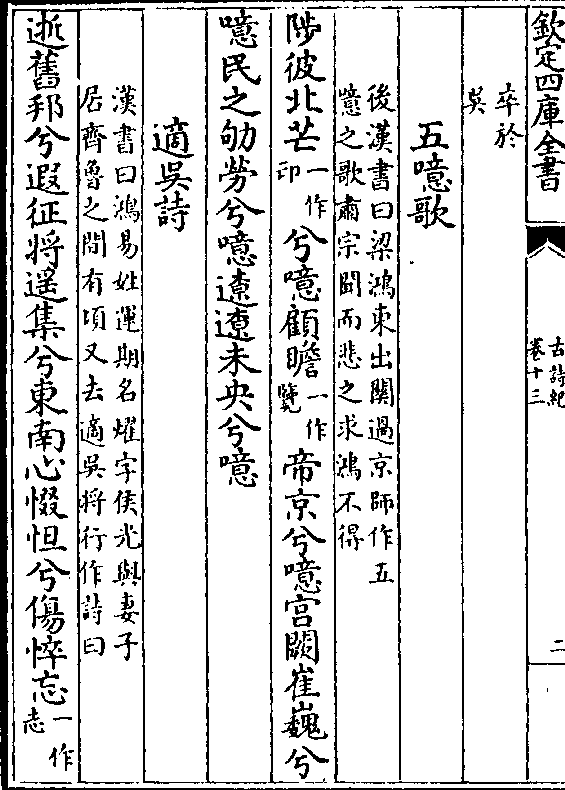 欽定四庫全書
古詩紀
卷十三
二
卒於
吳
五噫歌
後漢書曰梁鴻東出關過京師作五
噫之歌肅宗聞而悲之求鴻不得
陟彼北芒一作卬兮噫顧瞻一作覽帝京兮噫宫闕崔巍兮
噫民之劬勞兮噫遼遼未央兮噫
適吳詩
漢書曰鴻易姓運期名燿字侯光與妻子
居齊魯之間有頃又去適吳將行作詩曰
逝舊邦兮遐征將遥集兮東南心惙怛兮傷悴忘一作志